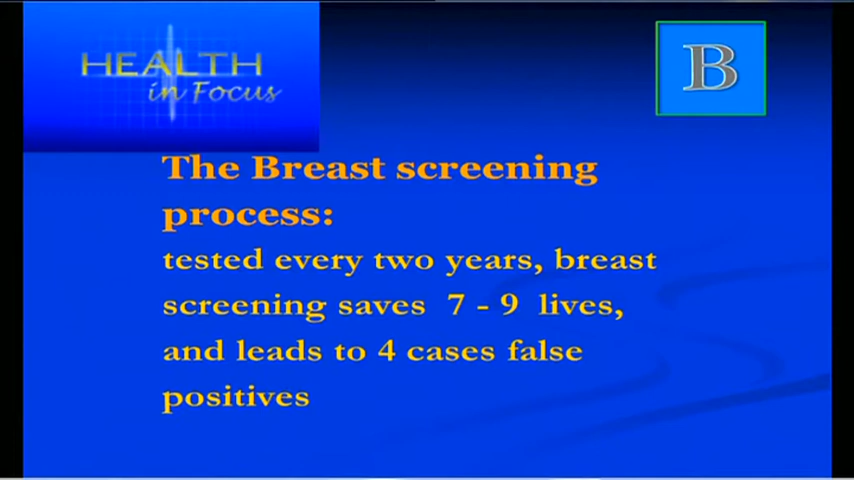 HEALTH
in Focus
B
The Breast screening
process:
tested every two years, breast
screening saves 7 - 9 lives,
and leads to 4 cases false
positives